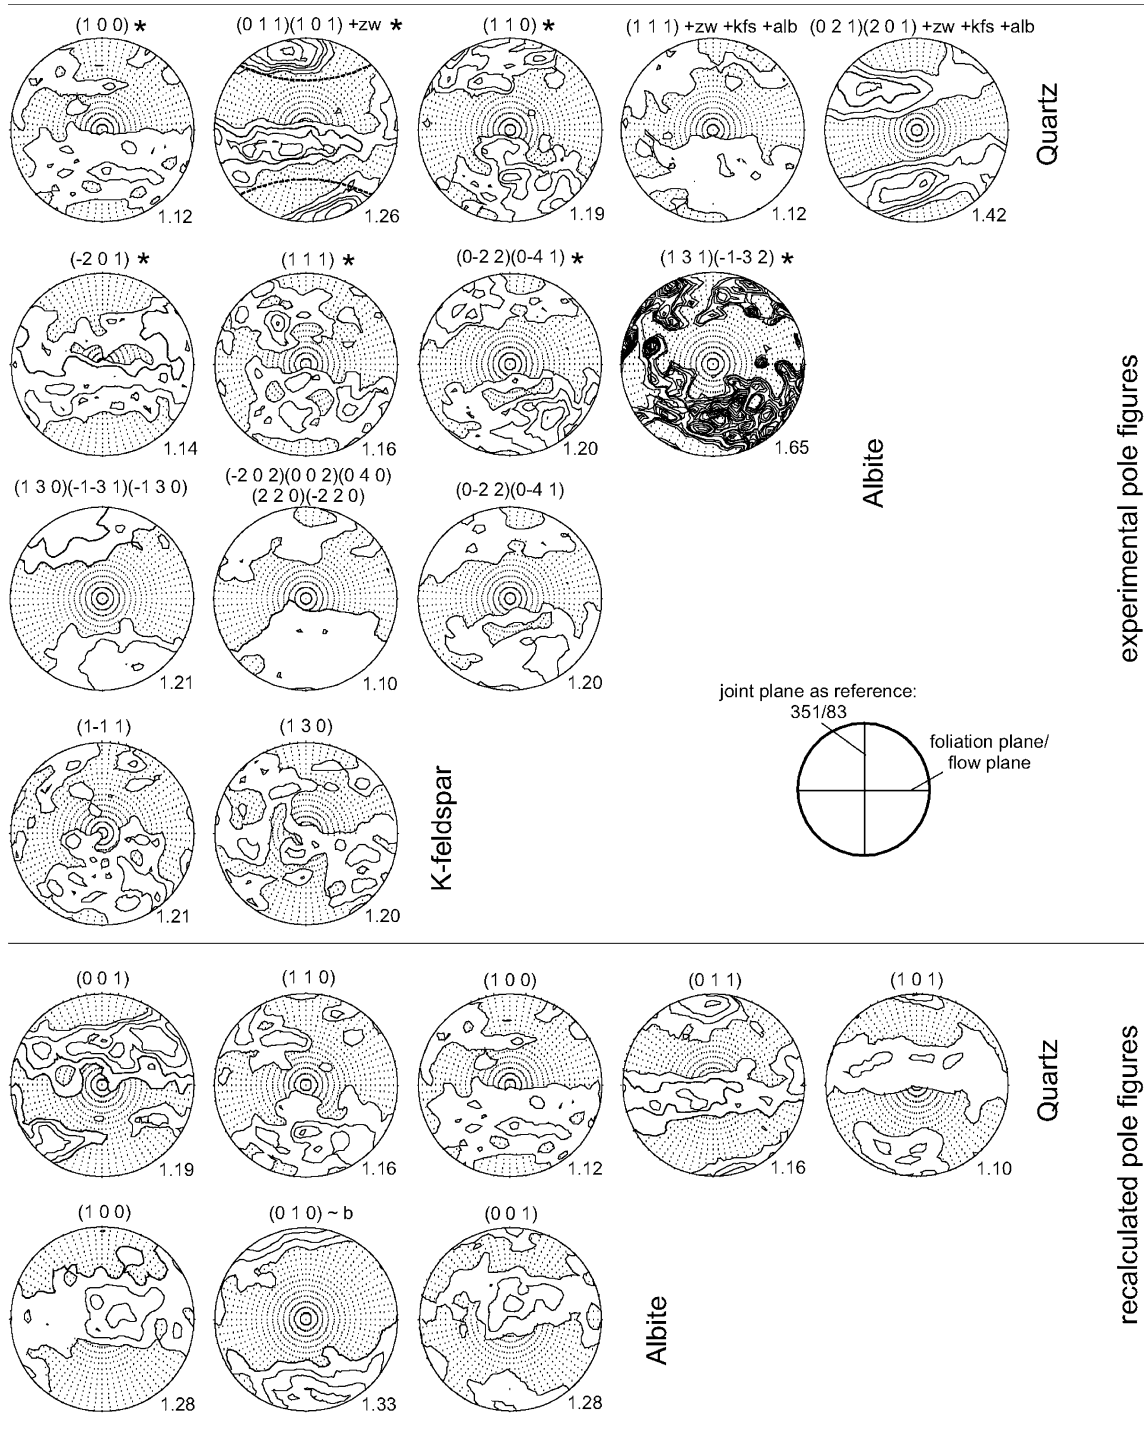 (1 0 0) *
(0 1 1)(1 0 1) +zw *
(1 1 0) *
(1 1 1) +zw +kfs +alb
(0 2 1)(2 0 1) +zw +kfs +alb
1.12
1.26
1.19
1.12
1.42
Quartz
(-2 0 1) *
(1 1 1) *
(0-2 2)(0-4 1) *
(1 3 1)(-1-3 2) *
1.14
1.16
1.20
1.65
(1 3 0)(-1-3 1)(-1 3 0)
(-2 0 2)(0 0 2)(0 4 0)
(2 2 0)(-2 2 0)
(0-2 2)(0-4 1)
1.21
1.10
1.20
Albite
experimental pole figures
joint plane as reference:
351/83
foliation plane/
flow plane
(1-1 1)
(1 3 0)
1.21
1.20
K-feldspar
(0 0 1)
(1 1 0)
(1 0 0)
(0 1 1)
(1 0 1)
1.19
1.16
1.12
1.16
1.10
Quartz
(1 0 0)
(0 1 0) ~ b
(0 0 1)
1.28
1.33
1.28
Albite
recalculated pole figures